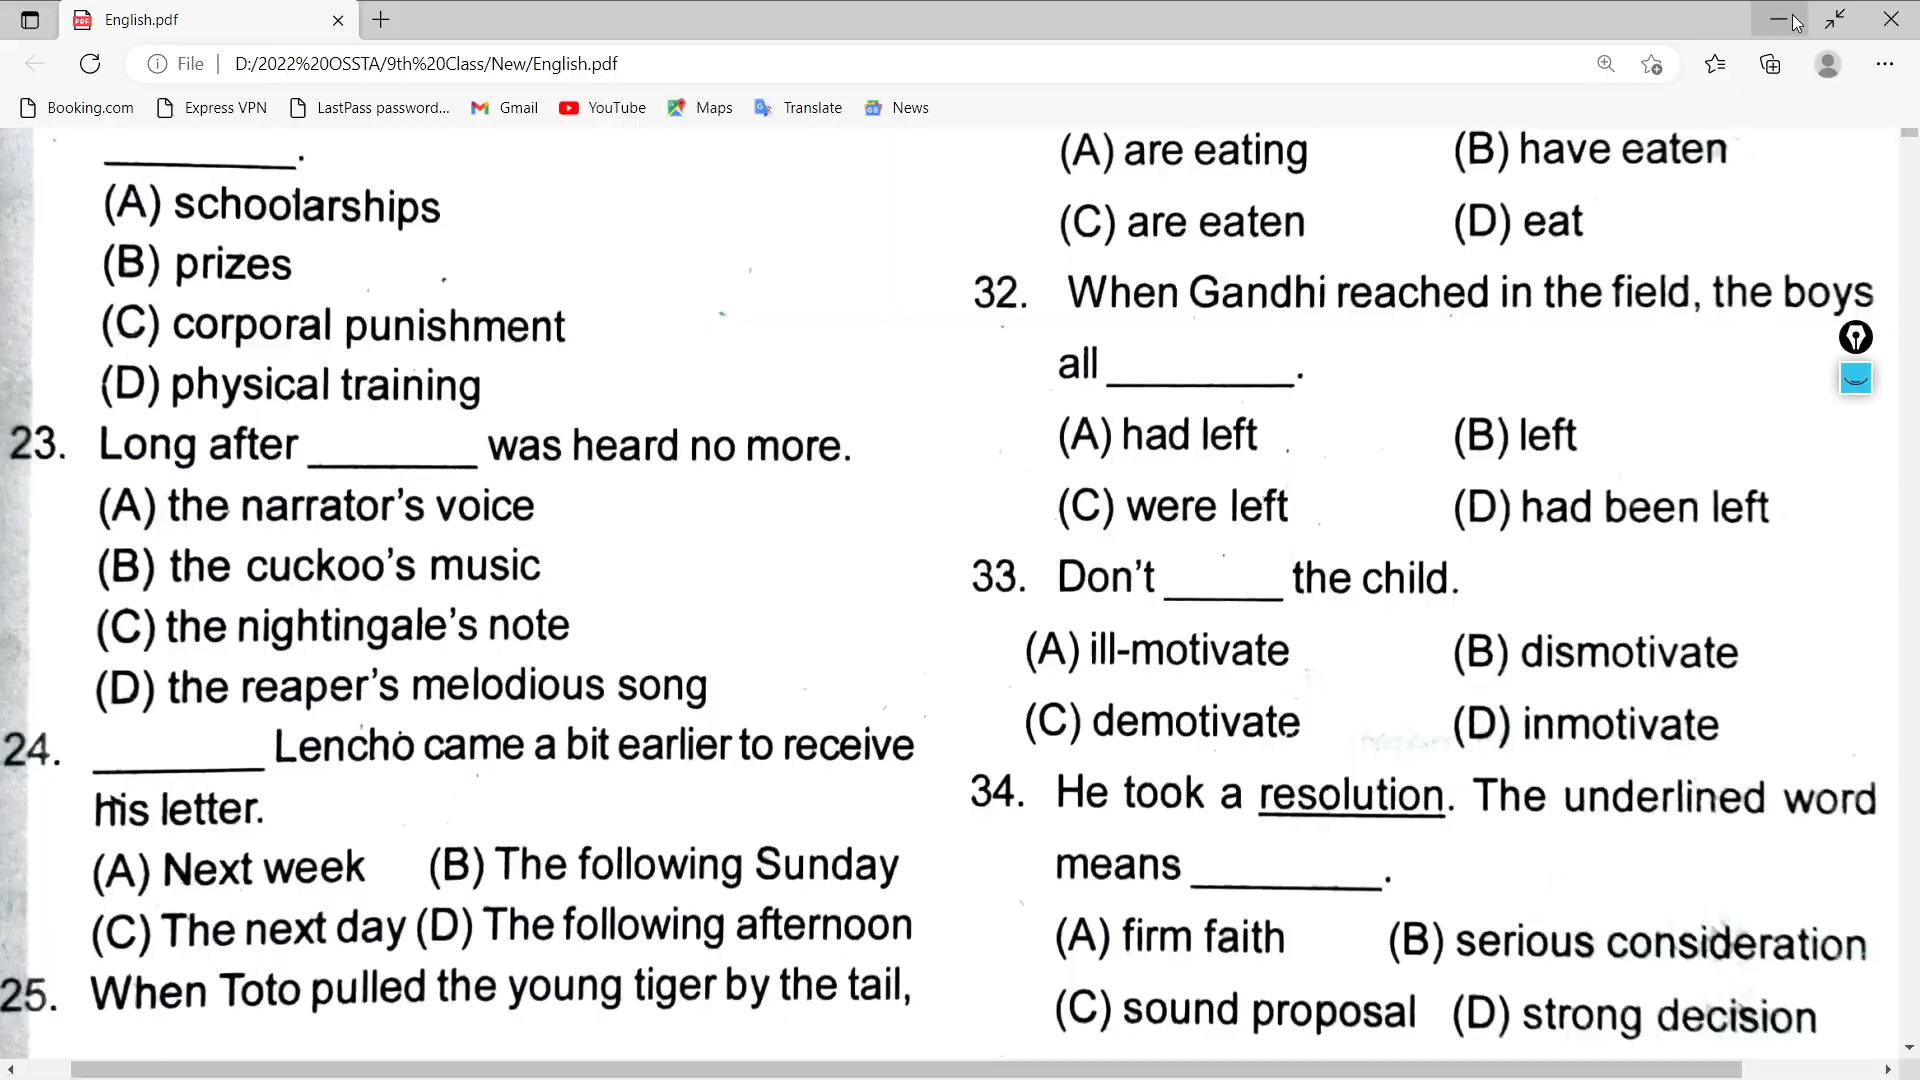 English.pdf
File
D:/2022%20OSSTA/9th%20Class/New/English.pdf
Booking.com Express VPN LastPass password... Gmail YouTube Maps Translate News
_________.
(A) schoolarships
(B) prizes
(C) corporal punishment
(D) physical training
23. Long after ________ was heard no more.
(A) the narrator's voice
(B) the cuckoo's music
(C) the nightingale's note
(D) the reaper's melodious song
24. ________ Lencho came a bit earlier to receive
his letter.
(A) Next week (B) The following Sunday
(C) The next day (D) The following afternoon
25. When Toto pulled the young tiger by the tail,
(A) are eating (B) have eaten
(C) are eaten (D) eat
32. When Gandhi reached in the field, the boys
all _________.
(A) had left (B) left
(C) were left (D) had been left
33. Don't ______ the child.
(A) ill-motivate (B) dismotivate
(C) demotivate (D) inmotivate
34. He took a resolution. The underlined word
means _________.
(A) firm faith (B) serious consideration
(C) sound proposal (D) strong decision